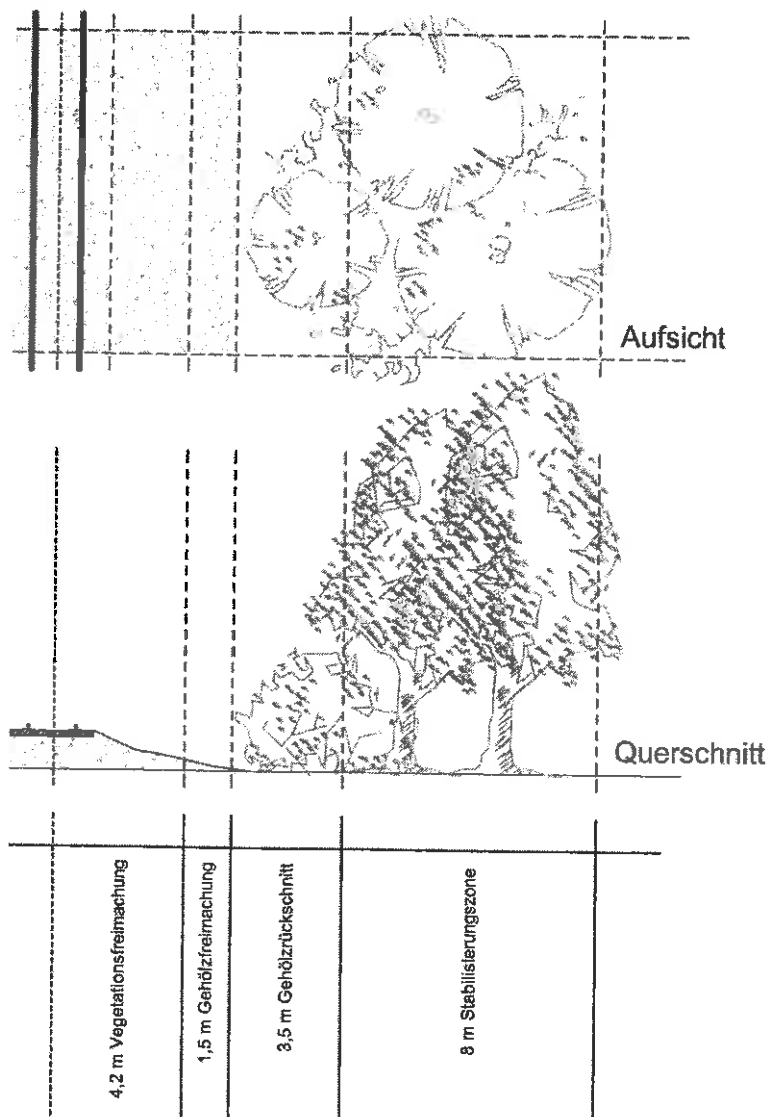 Aufsicht
Querschnitt
4,2 m Vegetationsfreimachung
1,5 m Gehölzfreimachung
3,5 m Gehölzrückschnitt
8 m Stabilisierungszone